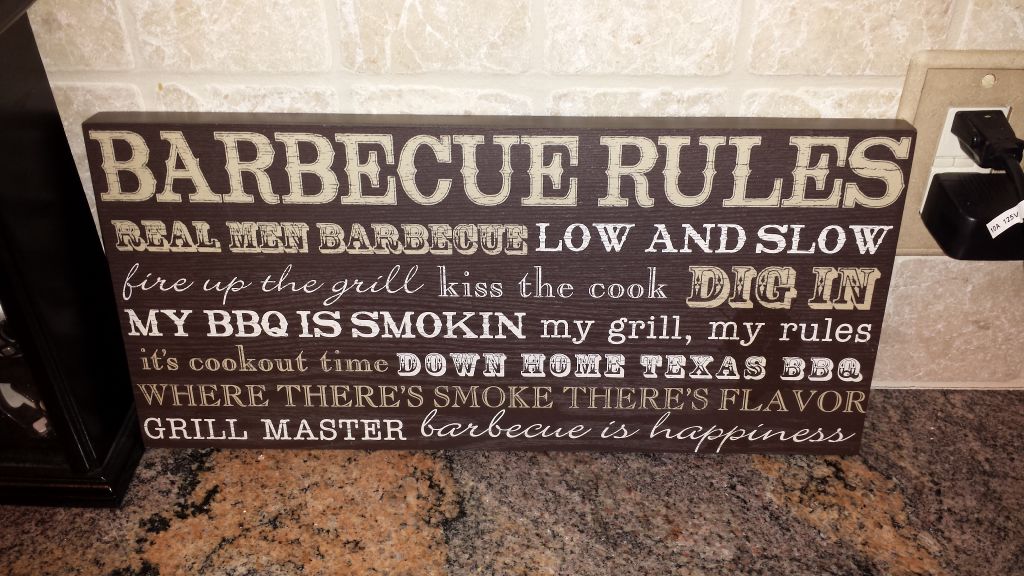 BARBECUE RULES
REAL MEN BARBECUE LOW AND SLOW
fire up the grill kiss the cook DIG IN
MY BBQ IS SMOKIN my grill, my rules
it's cookout time DOWN HOME TEXAS BBQ
WHERE THERE'S SMOKE THERE'S FLAVOR
GRILL MASTER barbecue is happiness
10A 125V